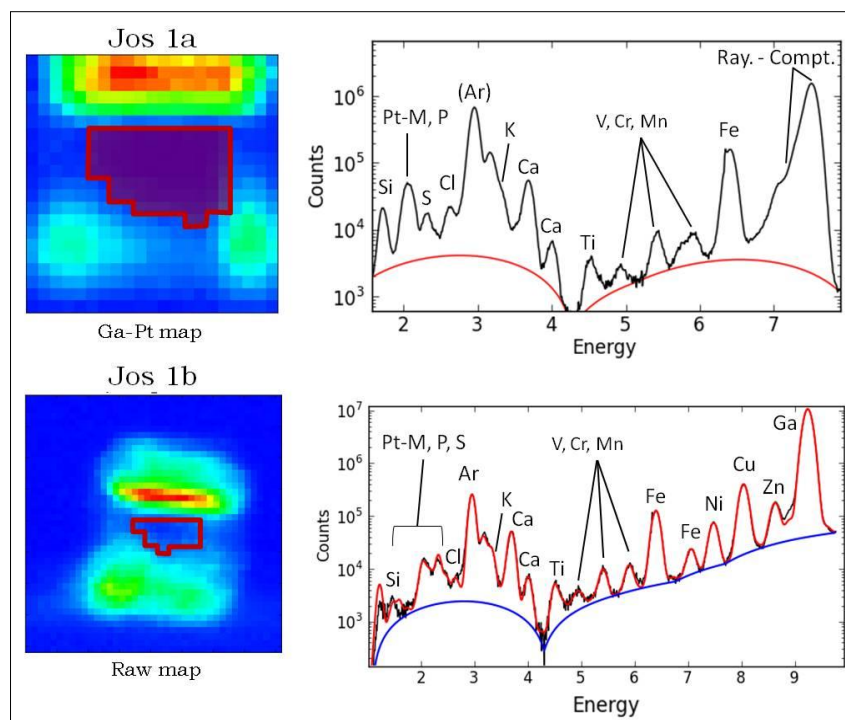 Jos 1a
Ga-Pt map
Counts
10⁶
10⁵
10⁴
10³
Si
Pt-M, P
S
Cl
(Ar)
K
Ca
Ca
Ti
V, Cr, Mn
Fe
Ray. - Compt.
2 3 4 5 6 7
Energy
Jos 1b
Raw map
Counts
10⁷
10⁶
10⁵
10⁴
10³
Si
Pt-M, P, S
Cl
Ar
K
Ca
Ca
Ti
V, Cr, Mn
Fe
Fe
Ni
Cu
Zn
Ga
2 3 4 5 6 7 8 9
Energy